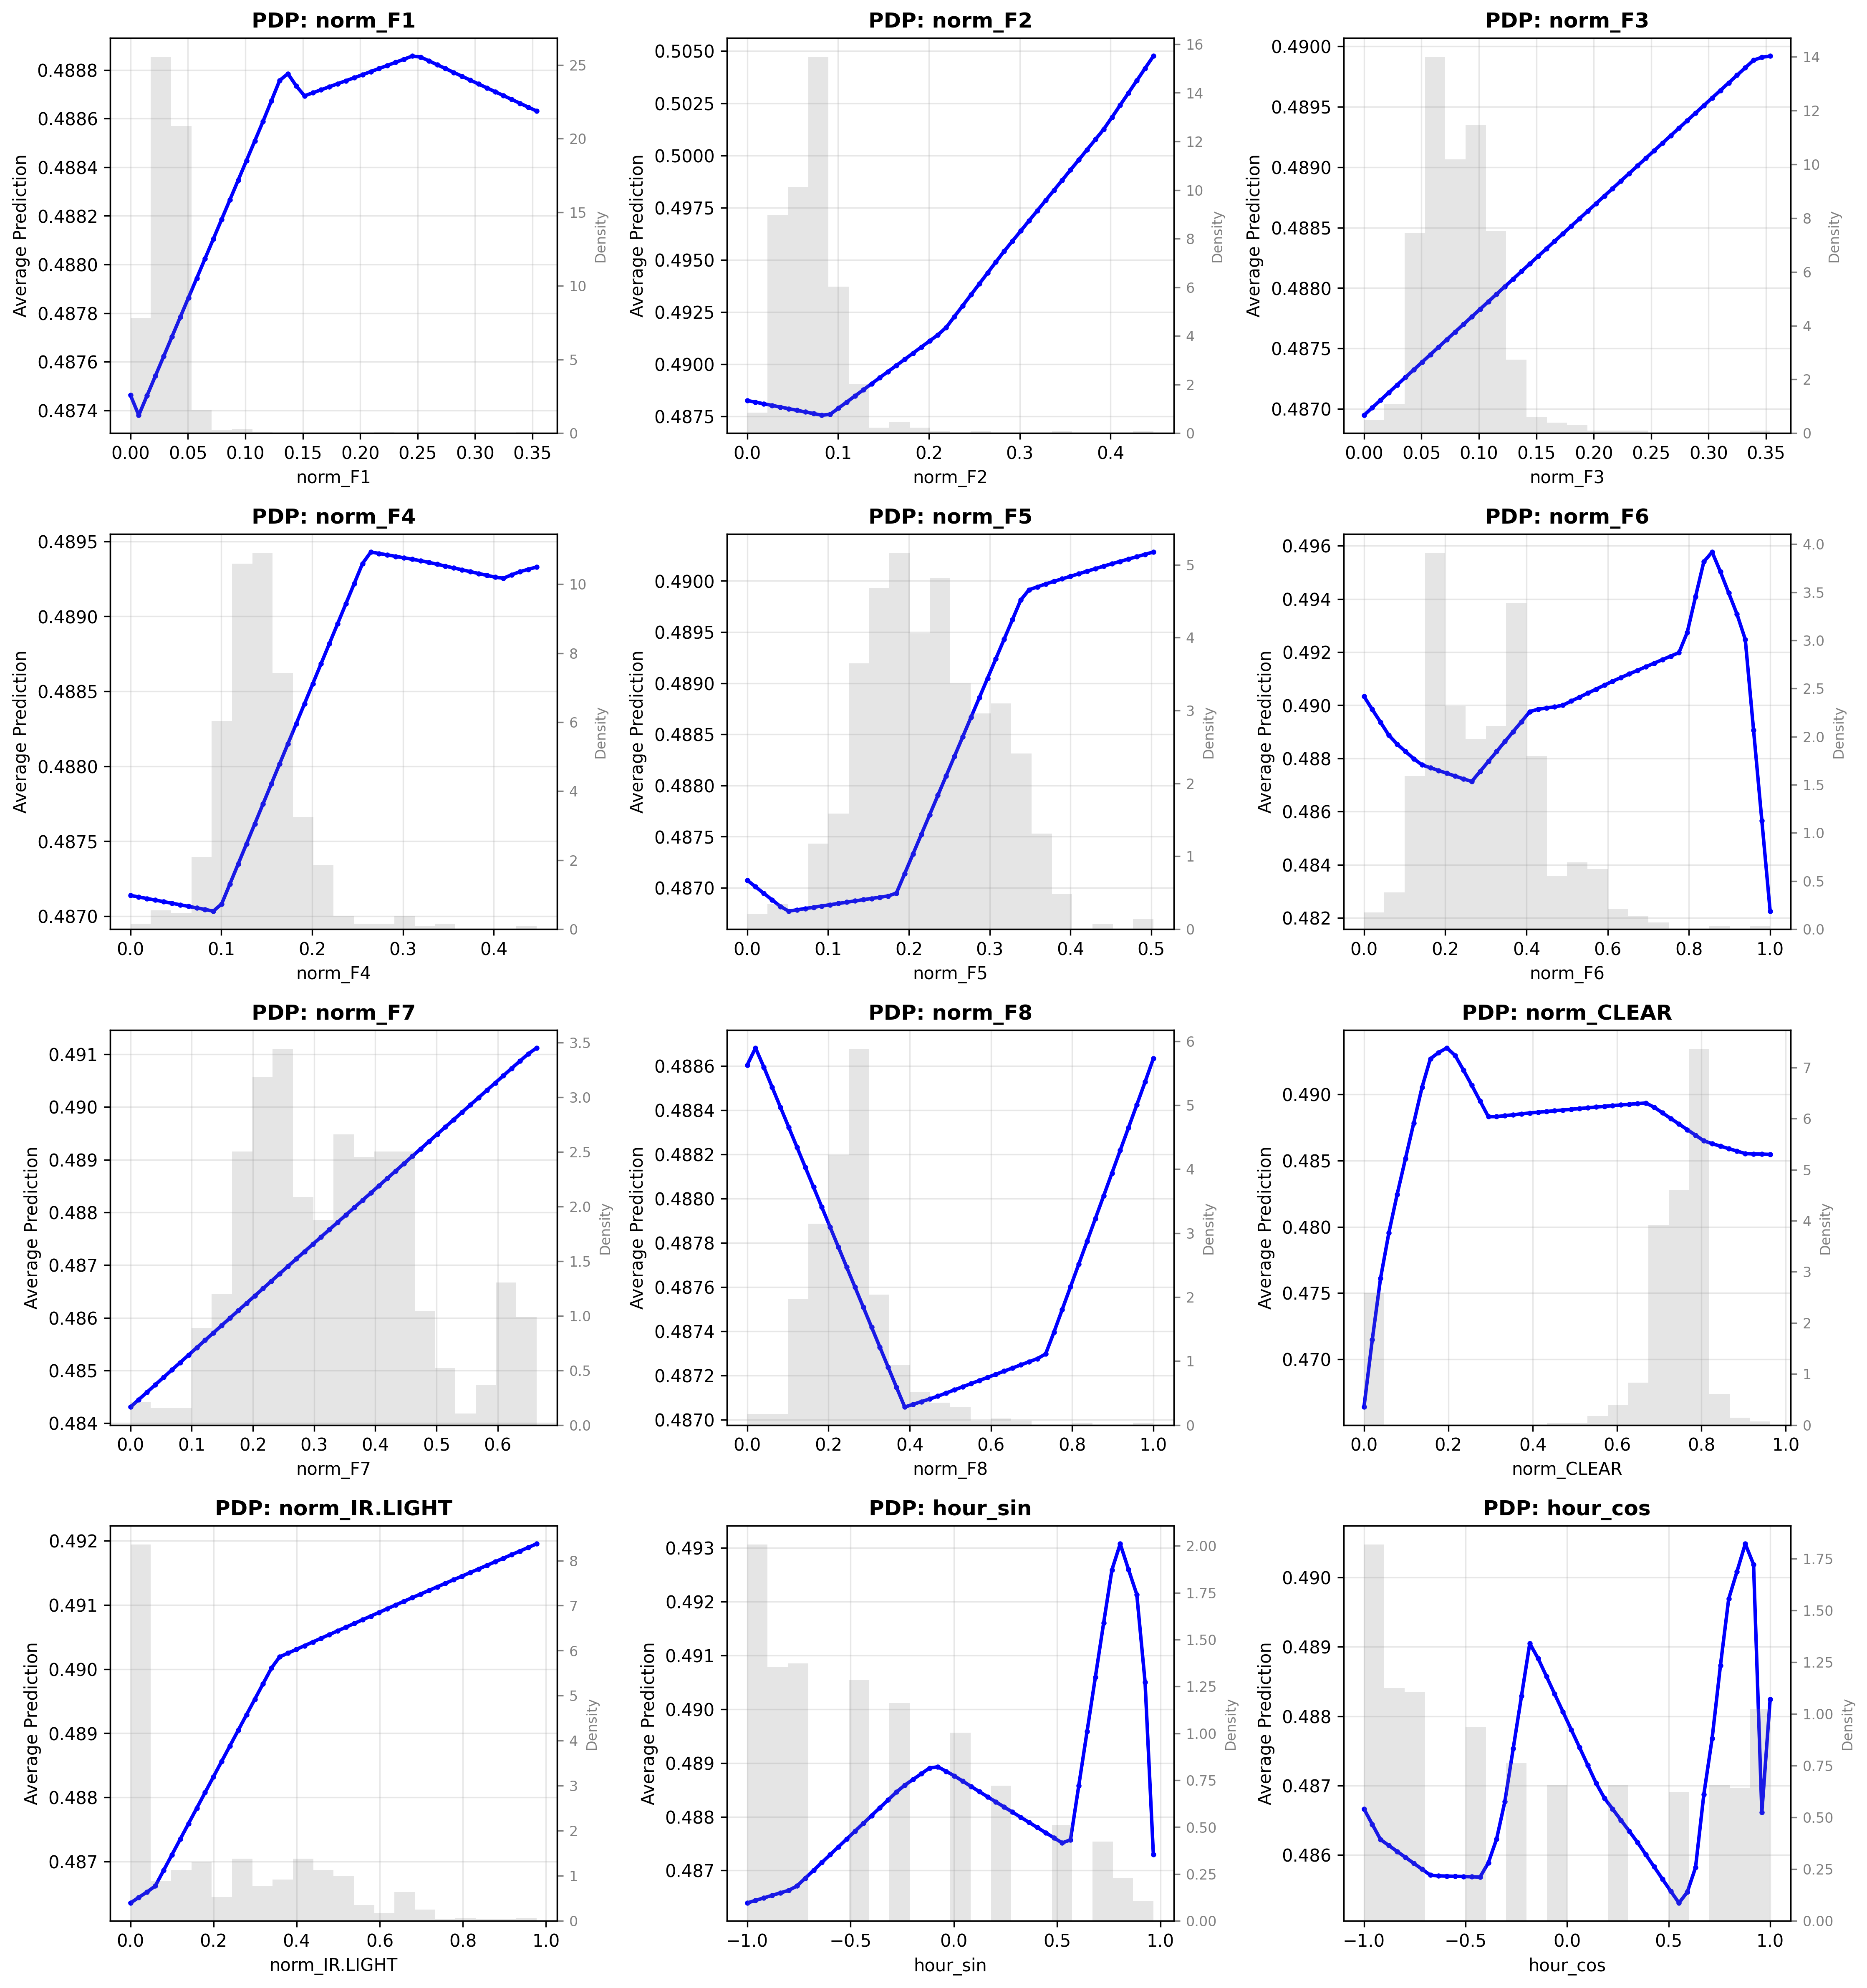 PDP: norm_F1
Average Prediction
0.4888
0.4886
0.4884
0.4882
0.4880
0.4878
0.4876
0.4874
25
20
15
10
5
0
Density
0.00 0.05 0.10 0.15 0.20 0.25 0.30 0.35
norm_F1
PDP: norm_F2
Average Prediction
0.5050
0.5025
0.5000
0.4975
0.4950
0.4925
0.4900
0.4875
16
14
12
10
8
6
4
2
0
Density
0.0 0.1 0.2 0.3 0.4
norm_F2
PDP: norm_F3
Average Prediction
0.4900
0.4895
0.4890
0.4885
0.4880
0.4875
0.4870
14
12
10
8
6
4
2
0
Density
0.00 0.05 0.10 0.15 0.20 0.25 0.30 0.35
norm_F3
PDP: norm_F4
Average Prediction
0.4895
0.4890
0.4885
0.4880
0.4875
0.4870
10
8
6
4
2
0
Density
0.0 0.1 0.2 0.3 0.4
norm_F4
PDP: norm_F5
Average Prediction
0.4900
0.4895
0.4890
0.4885
0.4880
0.4875
0.4870
5
4
3
2
1
0
Density
0.0 0.1 0.2 0.3 0.4 0.5
norm_F5
PDP: norm_F6
Average Prediction
0.496
0.494
0.492
0.490
0.488
0.486
0.484
0.482
4.0
3.5
3.0
2.5
2.0
1.5
1.0
0.5
0.0
Density
0.0 0.2 0.4 0.6 0.8 1.0
norm_F6
PDP: norm_F7
Average Prediction
0.491
0.490
0.489
0.488
0.487
0.486
0.485
0.484
3.5
3.0
2.5
2.0
1.5
1.0
0.5
0.0
Density
0.0 0.1 0.2 0.3 0.4 0.5 0.6
norm_F7
PDP: norm_F8
Average Prediction
0.4886
0.4884
0.4882
0.4880
0.4878
0.4876
0.4874
0.4872
0.4870
6
5
4
3
2
1
0
Density
0.0 0.2 0.4 0.6 0.8 1.0
norm_F8
PDP: norm_CLEAR
Average Prediction
0.490
0.485
0.480
0.475
0.470
7
6
5
4
3
2
1
0
Density
0.0 0.2 0.4 0.6 0.8 1.0
norm_CLEAR
PDP: norm_IR.LIGHT
Average Prediction
0.492
0.491
0.490
0.489
0.488
0.487
8
7
6
5
4
3
2
1
0
Density
0.0 0.2 0.4 0.6 0.8 1.0
norm_IR.LIGHT
PDP: hour_sin
Average Prediction
0.493
0.492
0.491
0.490
0.489
0.488
0.487
2.00
1.75
1.50
1.25
1.00
0.75
0.50
0.25
0.00
Density
−1.0 −0.5 0.0 0.5 1.0
hour_sin
PDP: hour_cos
Average Prediction
0.490
0.489
0.488
0.487
0.486
1.75
1.50
1.25
1.00
0.75
0.50
0.25
0.00
Density
−1.0 −0.5 0.0 0.5 1.0
hour_cos